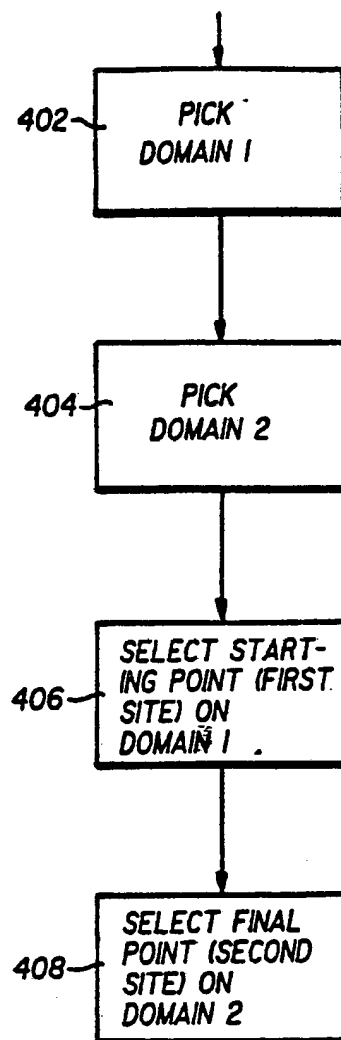 402
PICK
DOMAIN 1
404
PICK
DOMAIN 2
406
SELECT START-
ING POINT (FIRST
SITE) ON
DOMAIN 1
408
SELECT FINAL
POINT (SECOND
SITE) ON
DOMAIN 2